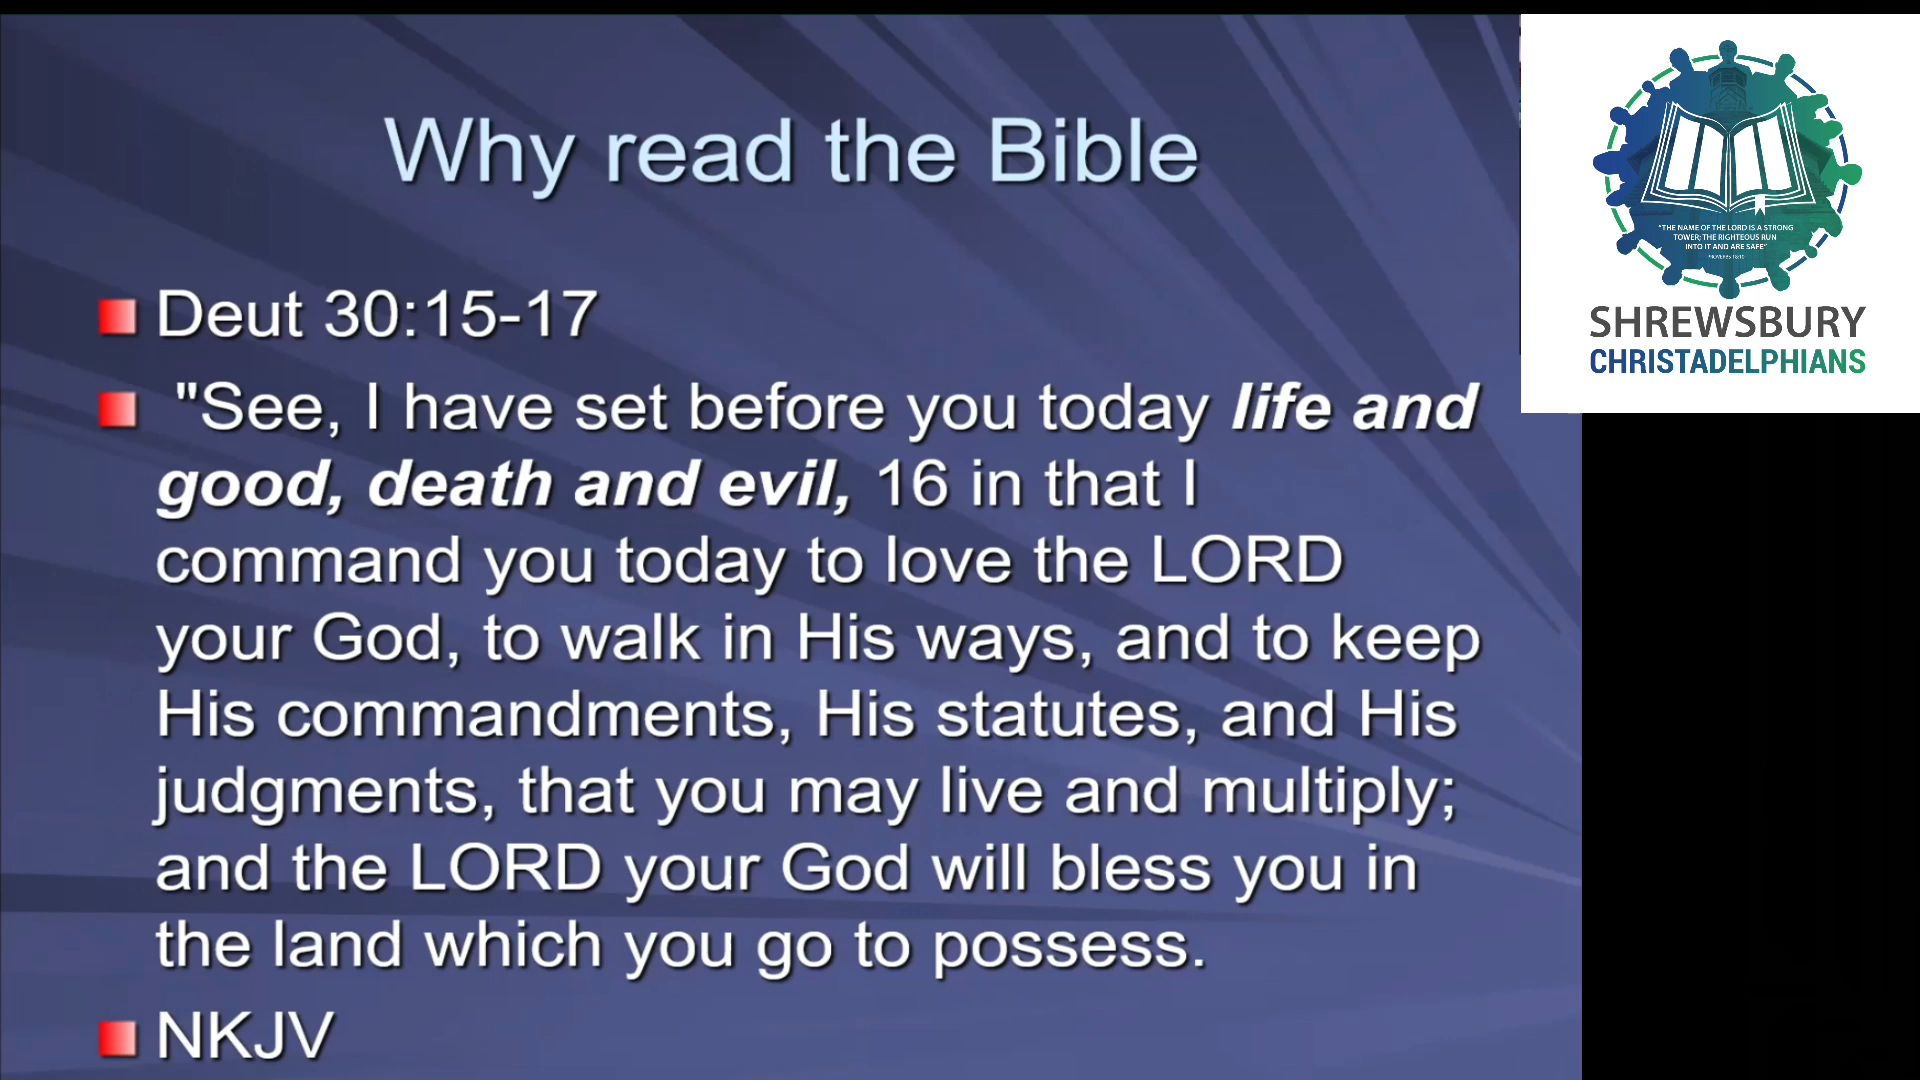 Why read the Bible
Deut 30:15-17
"See, I have set before you today life and
good, death and evil, 16 in that I
command you today to love the LORD
your God, to walk in His ways, and to keep
His commandments, His statutes, and His
judgments, that you may live and multiply;
and the LORD your God will bless you in
the land which you go to possess.
NKJV
"THE NAME OF THE LORD IS A STRONG
TOWER; THE RIGHTEOUS RUN
INTO IT AND ARE SAFE"
PROVERBS 18:10
SHREWSBURY
CHRISTADELPHIANS